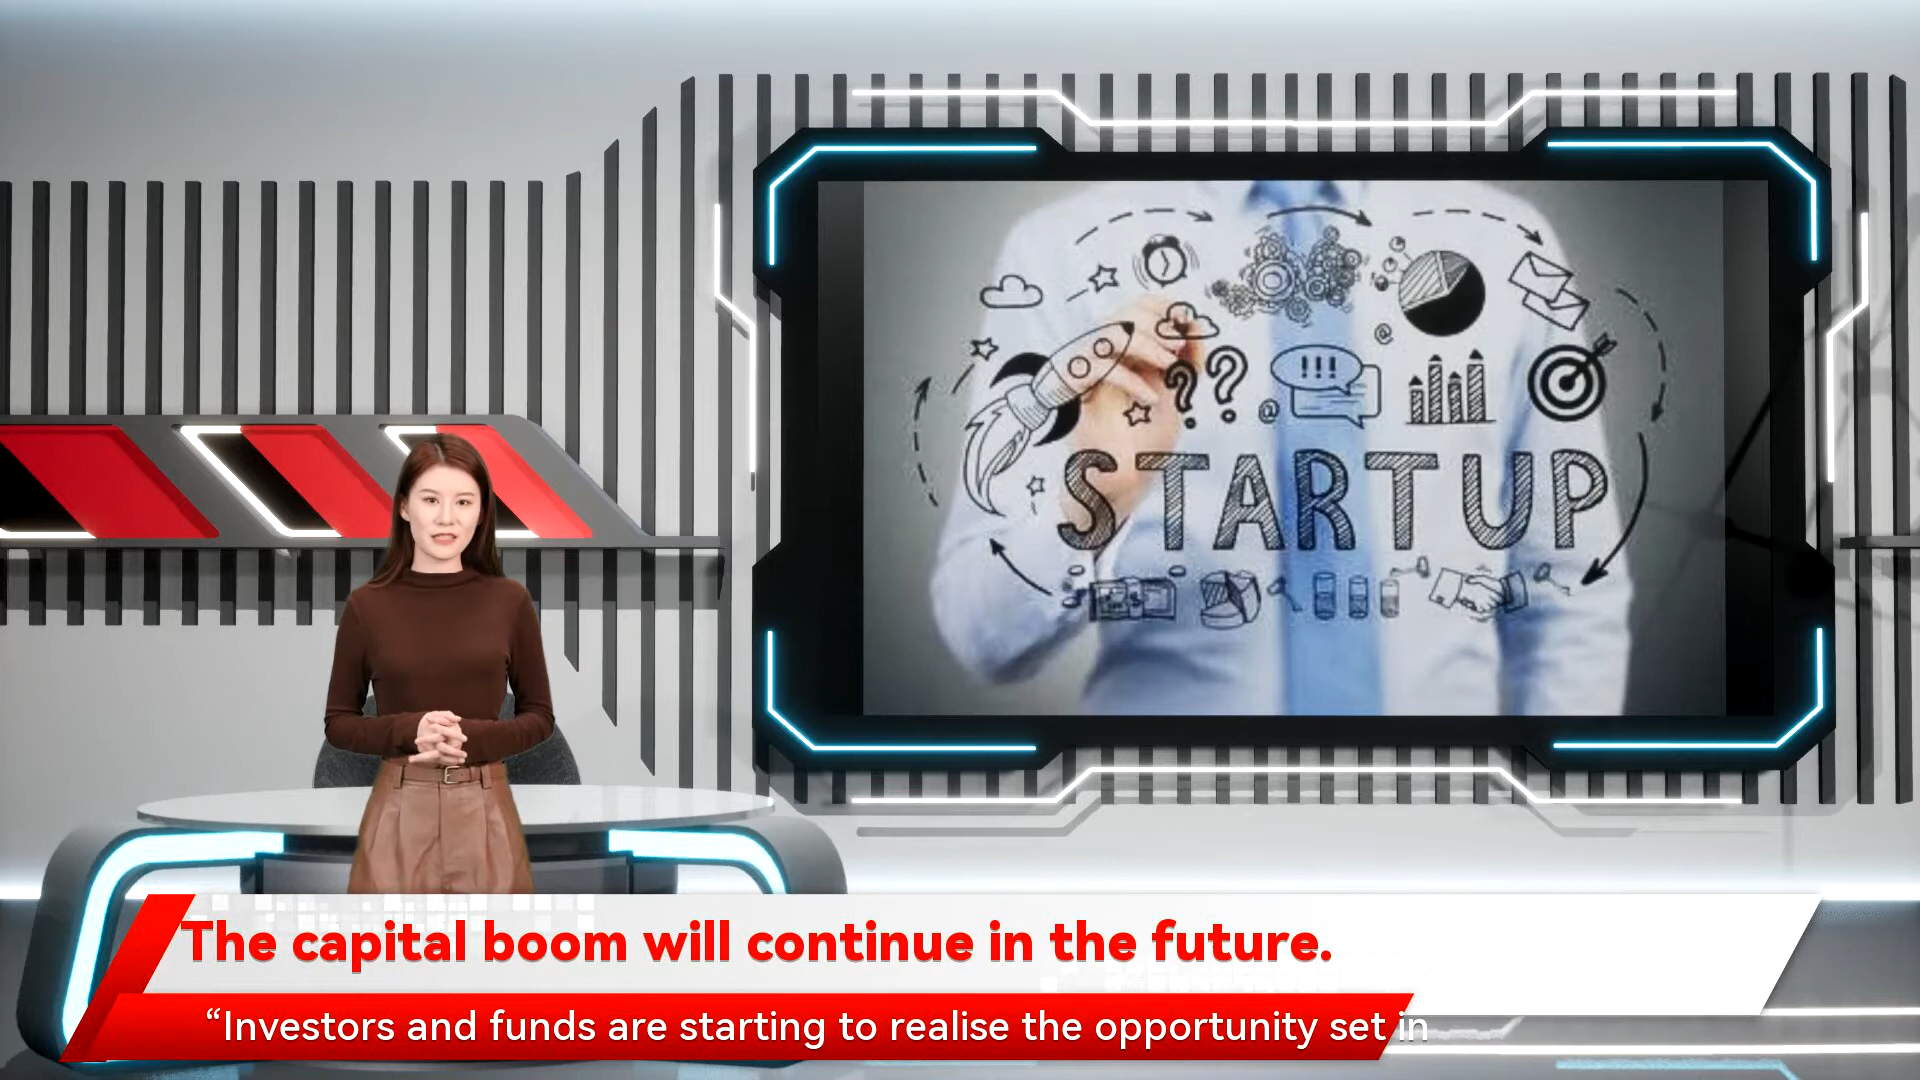 @
!!!
??
@
STARTUP
The capital boom will continue in the future.
“Investors and funds are starting to realise the opportunity set in